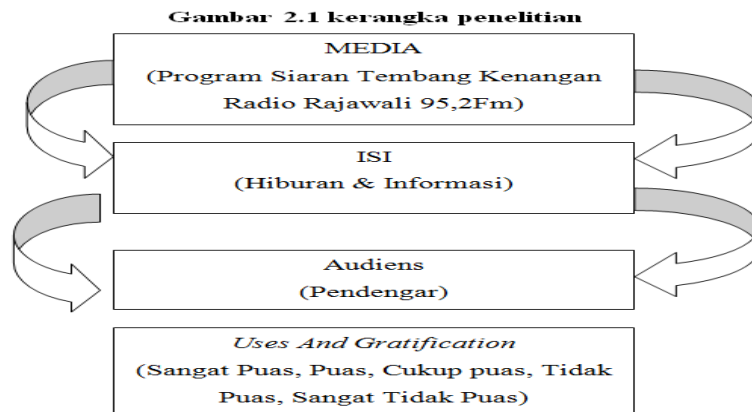 Gambar 2.1 kerangka penelitian
MEDIA
(Program Siaran Tembang Kenangan
Radio Rajawali 95,2Fm)
ISI
(Hiburan & Informasi)
Audiens
(Pendengar)
Uses And Gratification
(Sangat Puas, Puas, Cukup puas, Tidak
Puas, Sangat Tidak Puas)